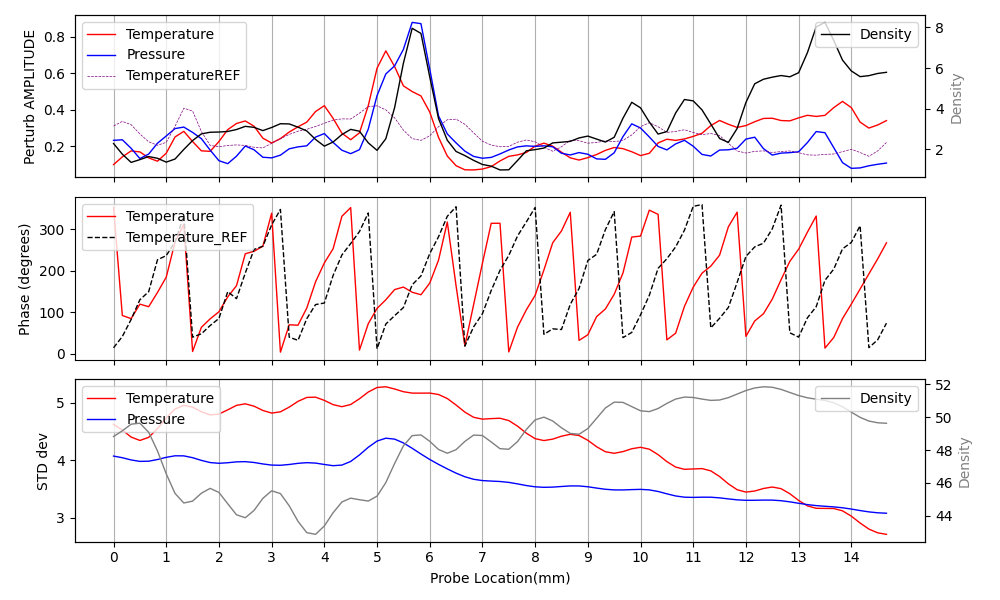 Perturb AMPLITUDE
0.8
0.6
0.4
0.2
Temperature
Pressure
TemperatureREF
Density
8
6
4
2
Density
Phase (degrees)
300
200
100
0
Temperature
Temperature_REF
STD dev
5
4
3
Temperature
Pressure
Density
52
50
48
46
44
Density
0 1 2 3 4 5 6 7 8 9 10 11 12 13 14
Probe Location(mm)